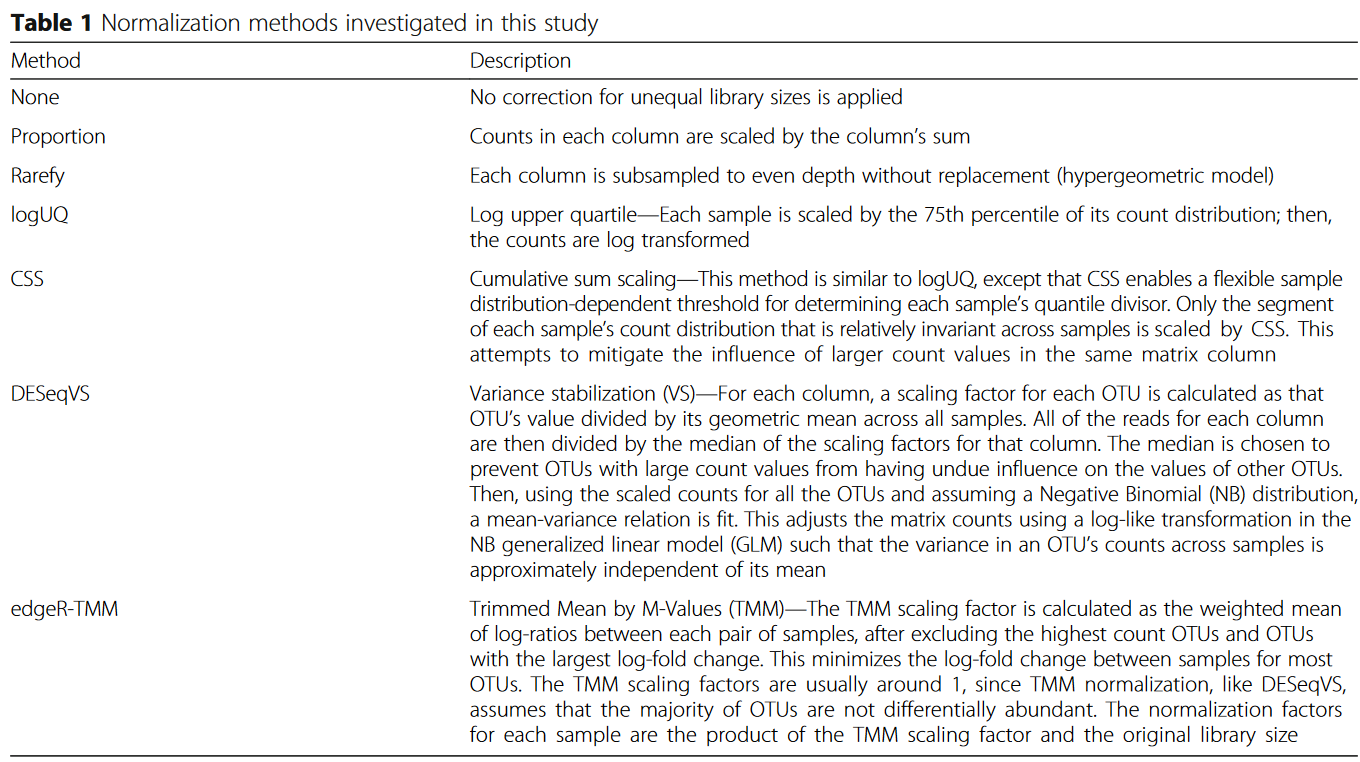 Table 1 Normalization methods investigated in this study
Method Description
None No correction for unequal library sizes is applied
Proportion Counts in each column are scaled by the column's sum
Rarefy Each column is subsampled to even depth without replacement (hypergeometric model)
logUQ Log upper quartile—Each sample is scaled by the 75th percentile of its count distribution; then,
the counts are log transformed
CSS Cumulative sum scaling—This method is similar to logUQ, except that CSS enables a flexible sample
distribution-dependent threshold for determining each sample's quantile divisor. Only the segment
of each sample's count distribution that is relatively invariant across samples is scaled by CSS. This
attempts to mitigate the influence of larger count values in the same matrix column
DESeqVS Variance stabilization (VS)—For each column, a scaling factor for each OTU is calculated as that
OTU's value divided by its geometric mean across all samples. All of the reads for each column
are then divided by the median of the scaling factors for that column. The median is chosen to
prevent OTUs with large count values from having undue influence on the values of other OTUs.
Then, using the scaled counts for all the OTUs and assuming a Negative Binomial (NB) distribution,
a mean-variance relation is fit. This adjusts the matrix counts using a log-like transformation in the
NB generalized linear model (GLM) such that the variance in an OTU's counts across samples is
approximately independent of its mean
edgeR-TMM Trimmed Mean by M-Values (TMM)—The TMM scaling factor is calculated as the weighted mean
of log-ratios between each pair of samples, after excluding the highest count OTUs and OTUs
with the largest log-fold change. This minimizes the log-fold change between samples for most
OTUs. The TMM scaling factors are usually around 1, since TMM normalization, like DESeqVS,
assumes that the majority of OTUs are not differentially abundant. The normalization factors
for each sample are the product of the TMM scaling factor and the original library size